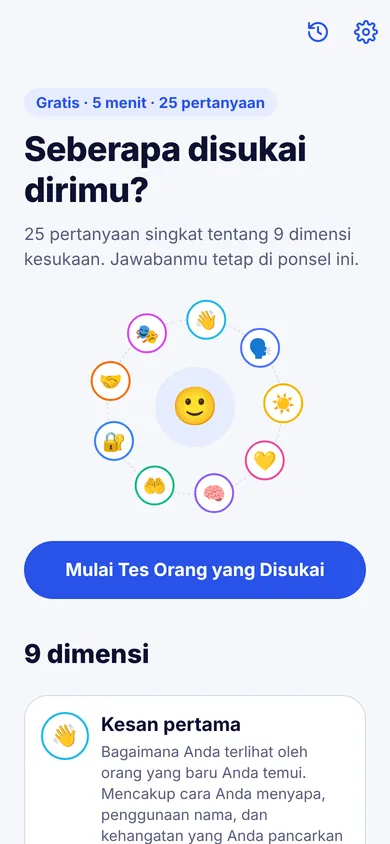 Gratis · 5 menit · 25 pertanyaan
Seberapa disukai
dirimu?
25 pertanyaan singkat tentang 9 dimensi
kesukaan. Jawabanmu tetap di ponsel ini.
Mulai Tes Orang yang Disukai
9 dimensi
Kesan pertama
Bagaimana Anda terlihat oleh
orang yang baru Anda temui.
Mencakup cara Anda menyapa,
penggunaan nama, dan
kehangatan yang Anda pancarkan